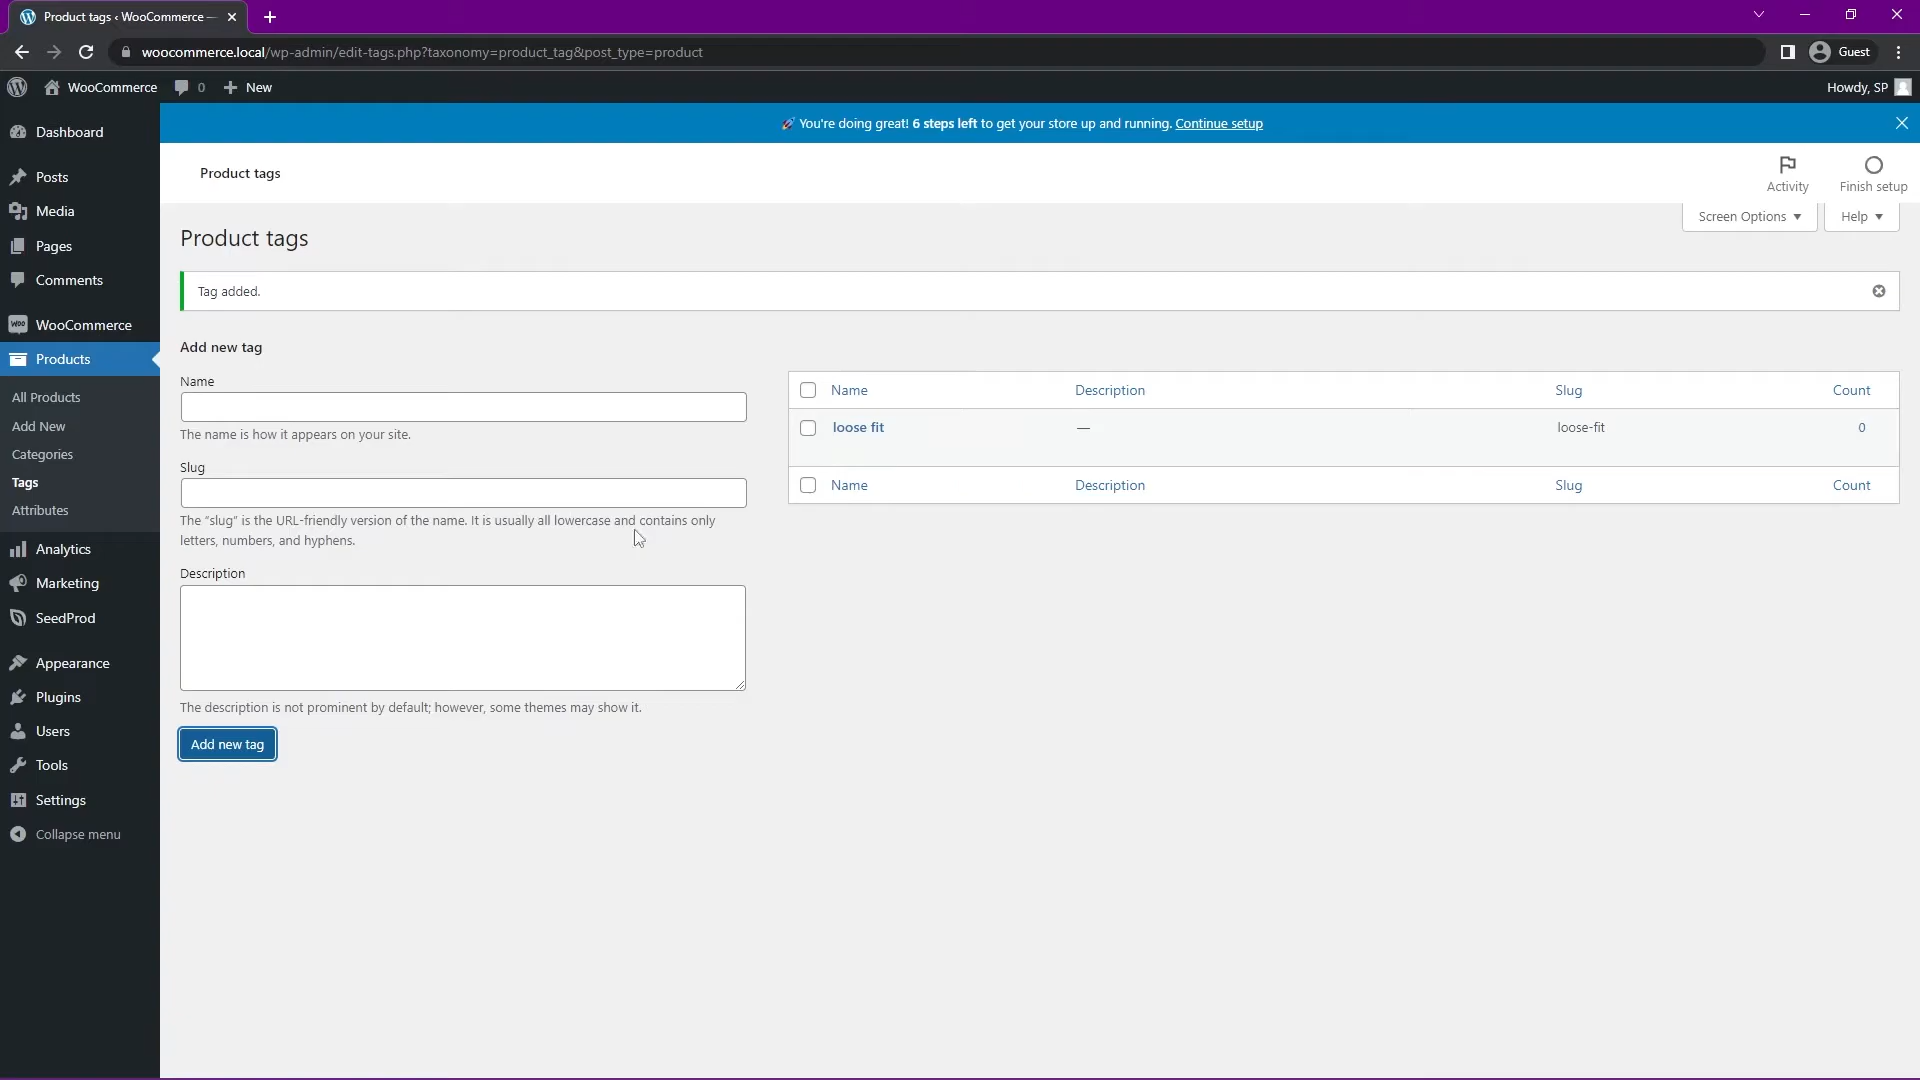 Product tags ‹ WooCommerce —
woocommerce.local/wp-admin/edit-tags.php?taxonomy=product_tag&post_type=product
Guest
WooCommerce
0
New
Howdy, SP
Dashboard
Posts
Media
Pages
Comments
WOO
WooCommerce
Products
All Products
Add New
Categories
Tags
Attributes
Analytics
Marketing
SeedProd
Appearance
Plugins
Users
Tools
Settings
Collapse menu
🚀 You're doing great! 6 steps left to get your store up and running. Continue setup
Product tags
Activity
Finish setup
Screen Options ▼
Help ▼
Product tags
Tag added.
Add new tag
Name
The name is how it appears on your site.
Slug
The “slug” is the URL-friendly version of the name. It is usually all lowercase and contains only
letters, numbers, and hyphens.
Description
The description is not prominent by default; however, some themes may show it.
Add new tag
Name Description Slug Count
loose fit — loose-fit 0
Name Description Slug Count